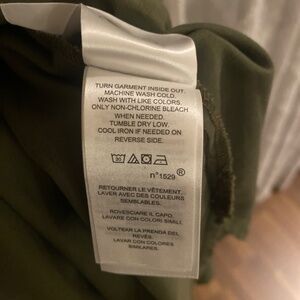 TURN GARMENT INSIDE OUT.
MACHINE WASH COLD.
WASH WITH LIKE COLORS.
ONLY NON-CHLORINE BLEACH
WHEN NEEDED.
TUMBLE DRY LOW.
COOL IRON IF NEEDED ON
REVERSE SIDE.
n°1529®
RETOURNER LE VÊTEMENT.
LAVER AVEC DES COULEURS
SEMBLABLES.
ROVESCIARE IL CAPO.
LAVARE CON COLORI SMALL
VOLTEAR LA PRENDA DEL
REVÉS.
LAVAR CON COLORES
SIMILARES.